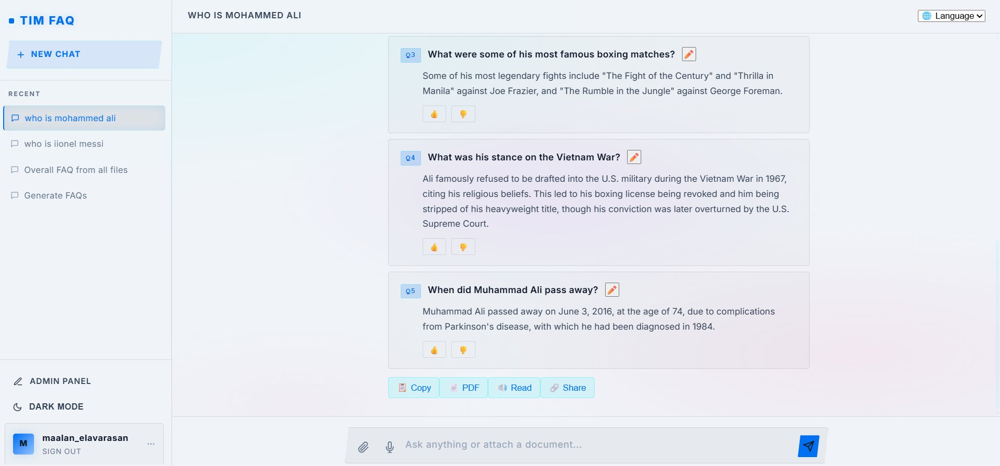 TIM FAQ
+ NEW CHAT
RECENT
who is mohammed ali
who is iionel messi
Overall FAQ from all files
Generate FAQs
ADMIN PANEL
DARK MODE
M
maalan_elavarasan
SIGN OUT
WHO IS MOHAMMED ALI
Language
Q3 What were some of his most famous boxing matches?
Some of his most legendary fights include "The Fight of the Century" and "Thrilla in
Manila" against Joe Frazier, and "The Rumble in the Jungle" against George Foreman.
Q4 What was his stance on the Vietnam War?
Ali famously refused to be drafted into the U.S. military during the Vietnam War in 1967,
citing his religious beliefs. This led to his boxing license being revoked and him being
stripped of his heavyweight title, though his conviction was later overturned by the U.S.
Supreme Court.
Q5 When did Muhammad Ali pass away?
Muhammad Ali passed away on June 3, 2016, at the age of 74, due to complications
from Parkinson's disease, with which he had been diagnosed in 1984.
Copy PDF Read Share
Ask anything or attach a document...